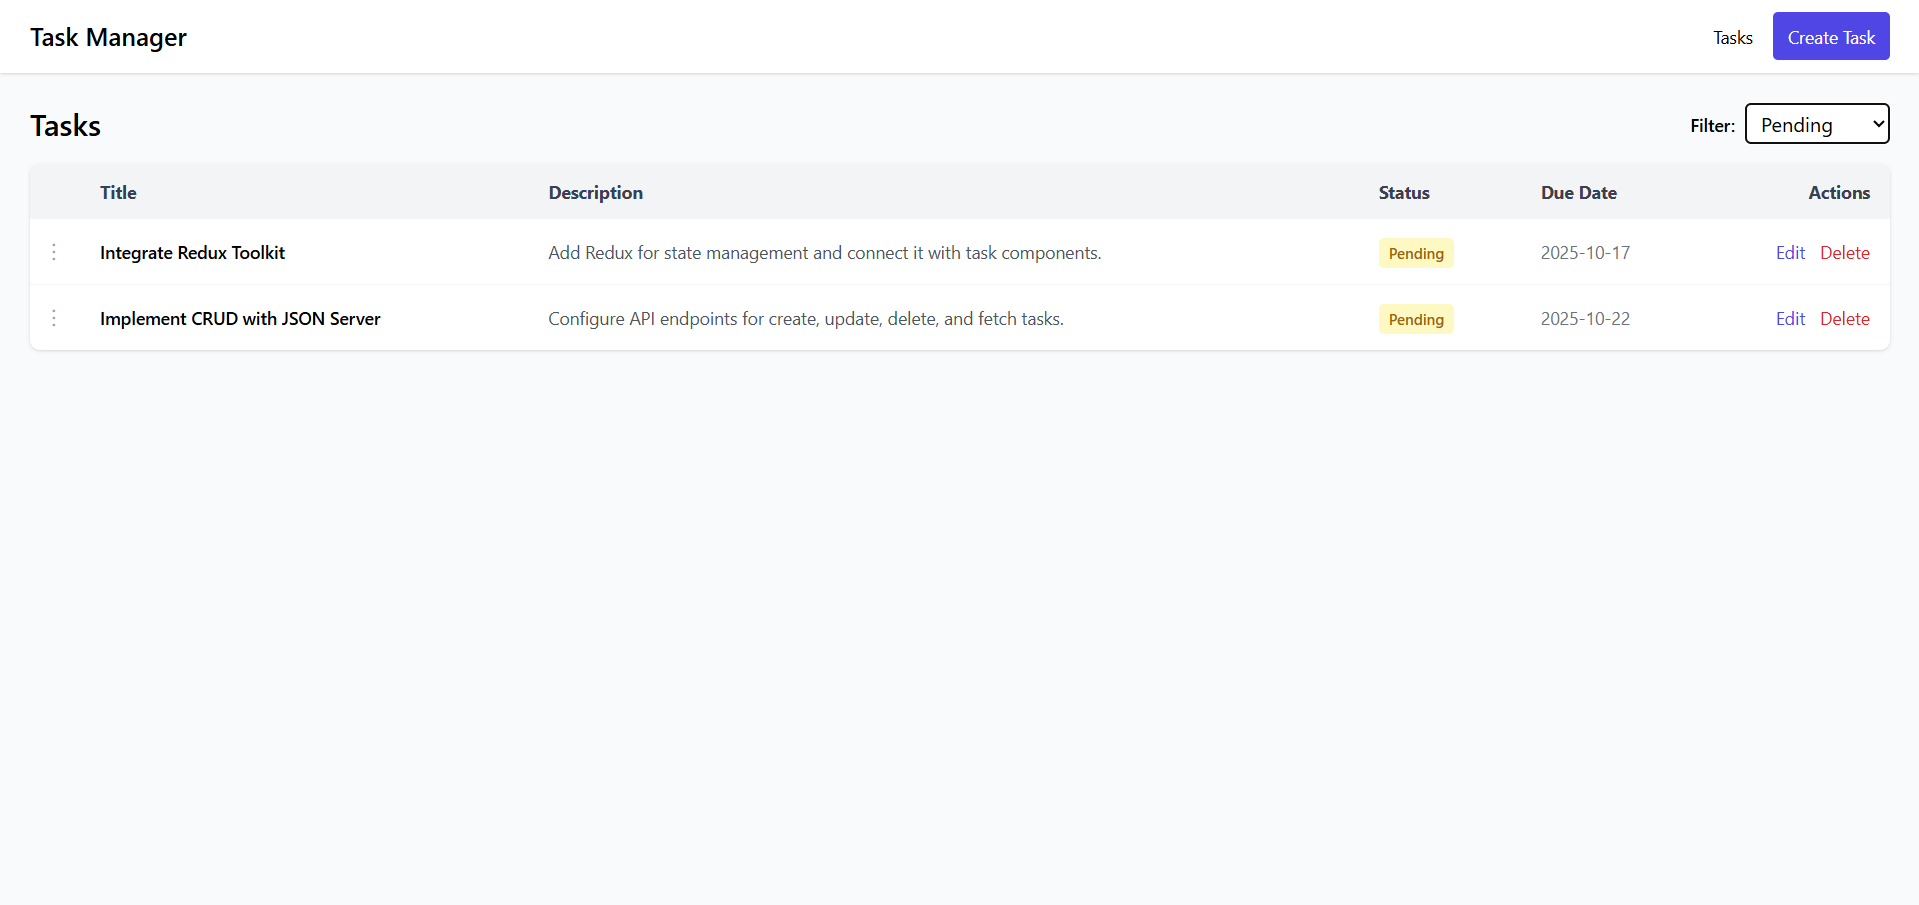 Task Manager Tasks Create Task
Tasks Filter: Pending
Title Description Status Due Date Actions
Integrate Redux Toolkit Add Redux for state management and connect it with task components. Pending 2025-10-17 Edit Delete
Implement CRUD with JSON Server Configure API endpoints for create, update, delete, and fetch tasks. Pending 2025-10-22 Edit Delete